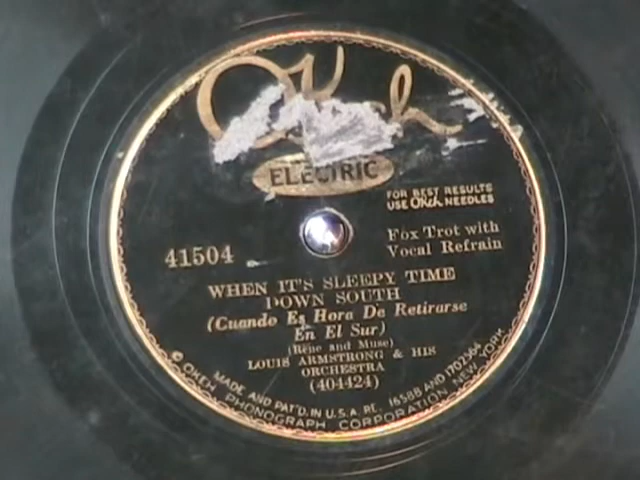 OKeh
ELECTRIC
FOR BEST RESULTS
USE OKeh NEEDLES
Fox Trot with
Vocal Refrain
41504
WHEN IT'S SLEEPY TIME
DOWN SOUTH
(Cuando Es Hora De Retirarse
En El Sur)
(Rene and Muse)
LOUIS ARMSTRONG & HIS
ORCHESTRA
(404424)
MADE AND PAT'D. IN U.S.A. RE. 16588 AND 1702564
© OKEH PHONOGRAPH CORPORATION, NEW YORK